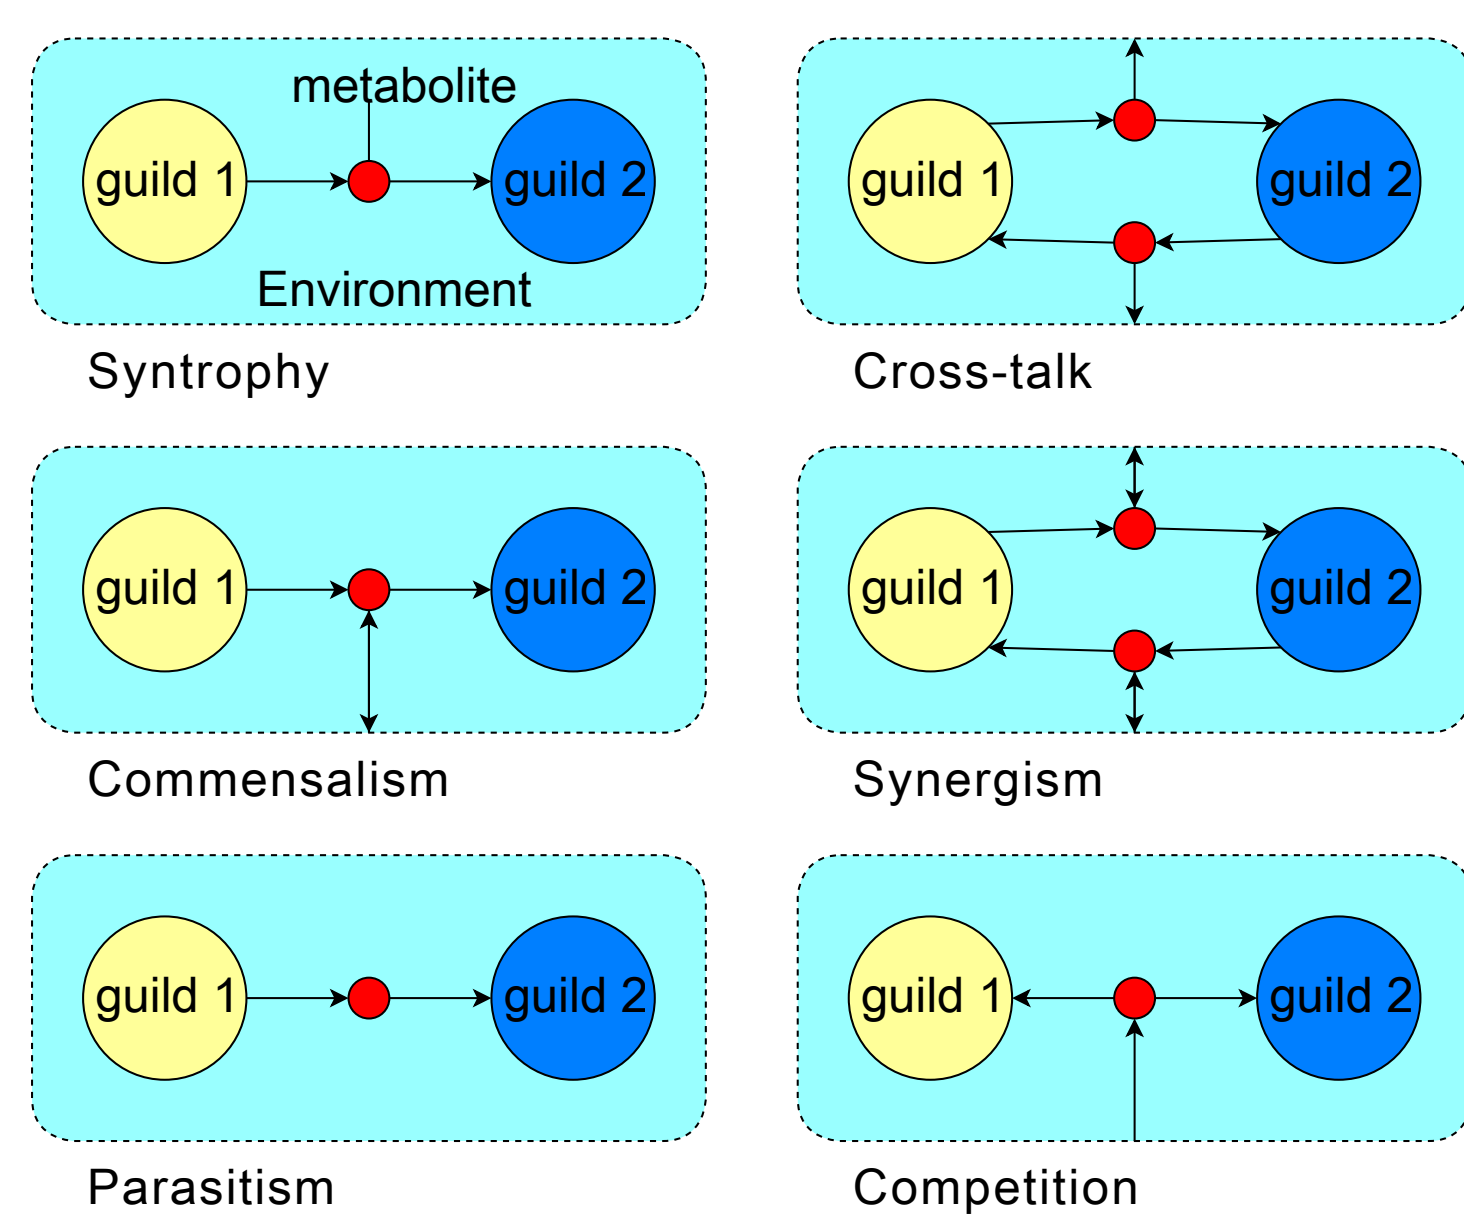 metabolite
guild 1
guild 2
Environment
Syntrophy
guild 1
guild 2
Cross-talk
guild 1
guild 2
Commensalism
guild 1
guild 2
Synergism
guild 1
guild 2
Parasitism
guild 1
guild 2
Competition